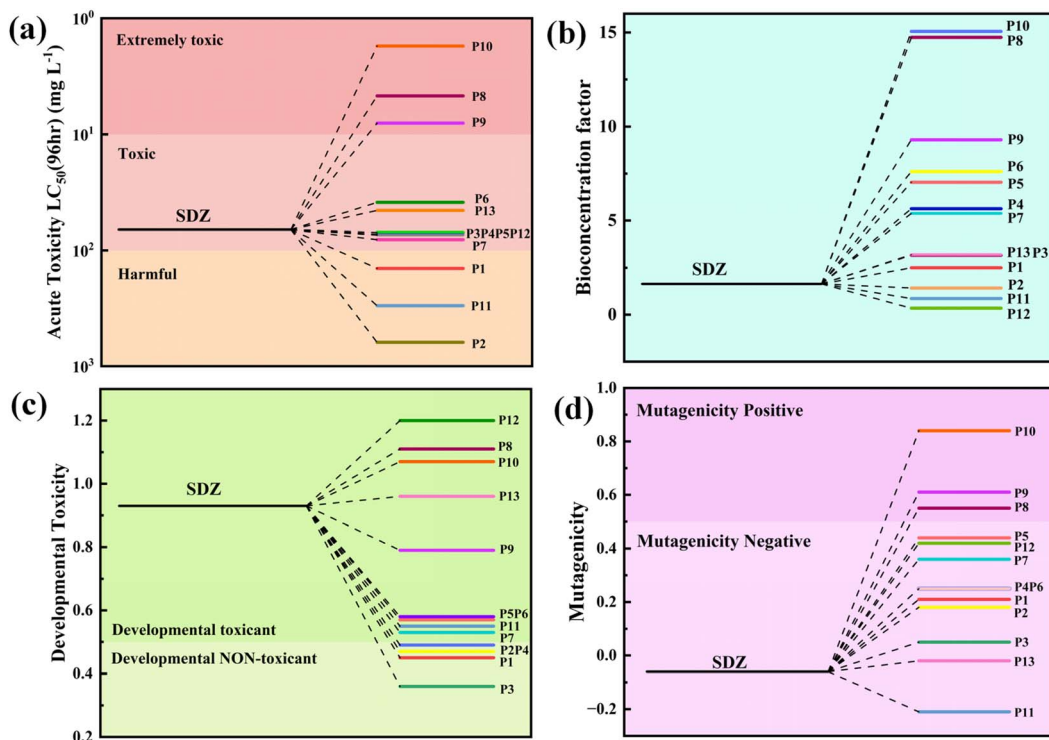 (a)
Acute Toxicity LC50(96hr) (mg L-1)
10^0
10^1
10^2
10^3
Extremely toxic
Toxic
Harmful
SDZ
P10
P8
P9
P6
P13
P3P4P5P12
P7
P1
P11
P2
(b)
Bioconcentration factor
15
10
5
0
SDZ
P10
P8
P9
P6
P5
P4
P7
P13P3
P1
P2
P11
P12
(c)
Developmental Toxicity
1.2
1.0
0.8
0.6
0.4
0.2
SDZ
Developmental toxicant
Developmental NON-toxicant
P12
P8
P10
P13
P9
P5P6
P11
P7
P2P4
P1
P3
(d)
Mutagenicity
1.0
0.8
0.6
0.4
0.2
0.0
−0.2
Mutagenicity Positive
Mutagenicity Negative
SDZ
P10
P9
P8
P5
P12
P7
P4P6
P1
P2
P3
P13
P11